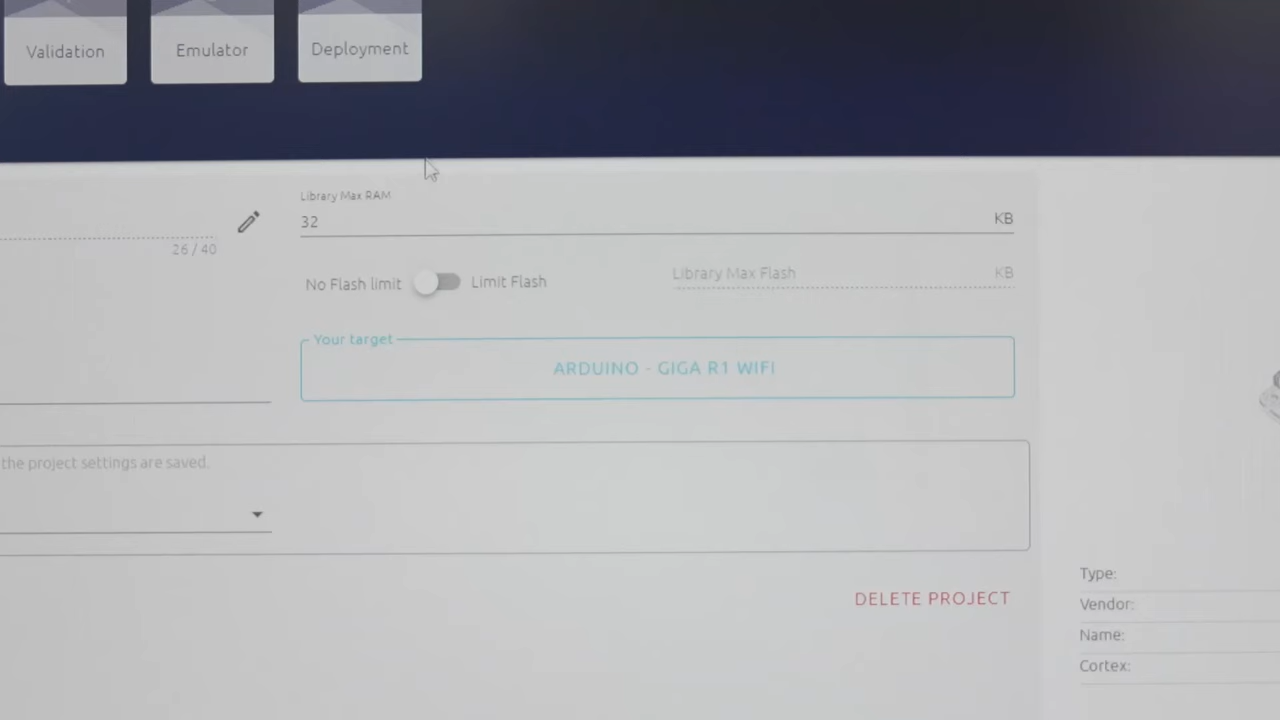 Validation
Emulator
Deployment
Library Max RAM
32
KB
26 / 40
No Flash limit
Limit Flash
Library Max Flash
KB
Your target
ARDUINO - GIGA R1 WIFI
the project settings are saved.
DELETE PROJECT
Type:
Vendor:
Name:
Cortex: